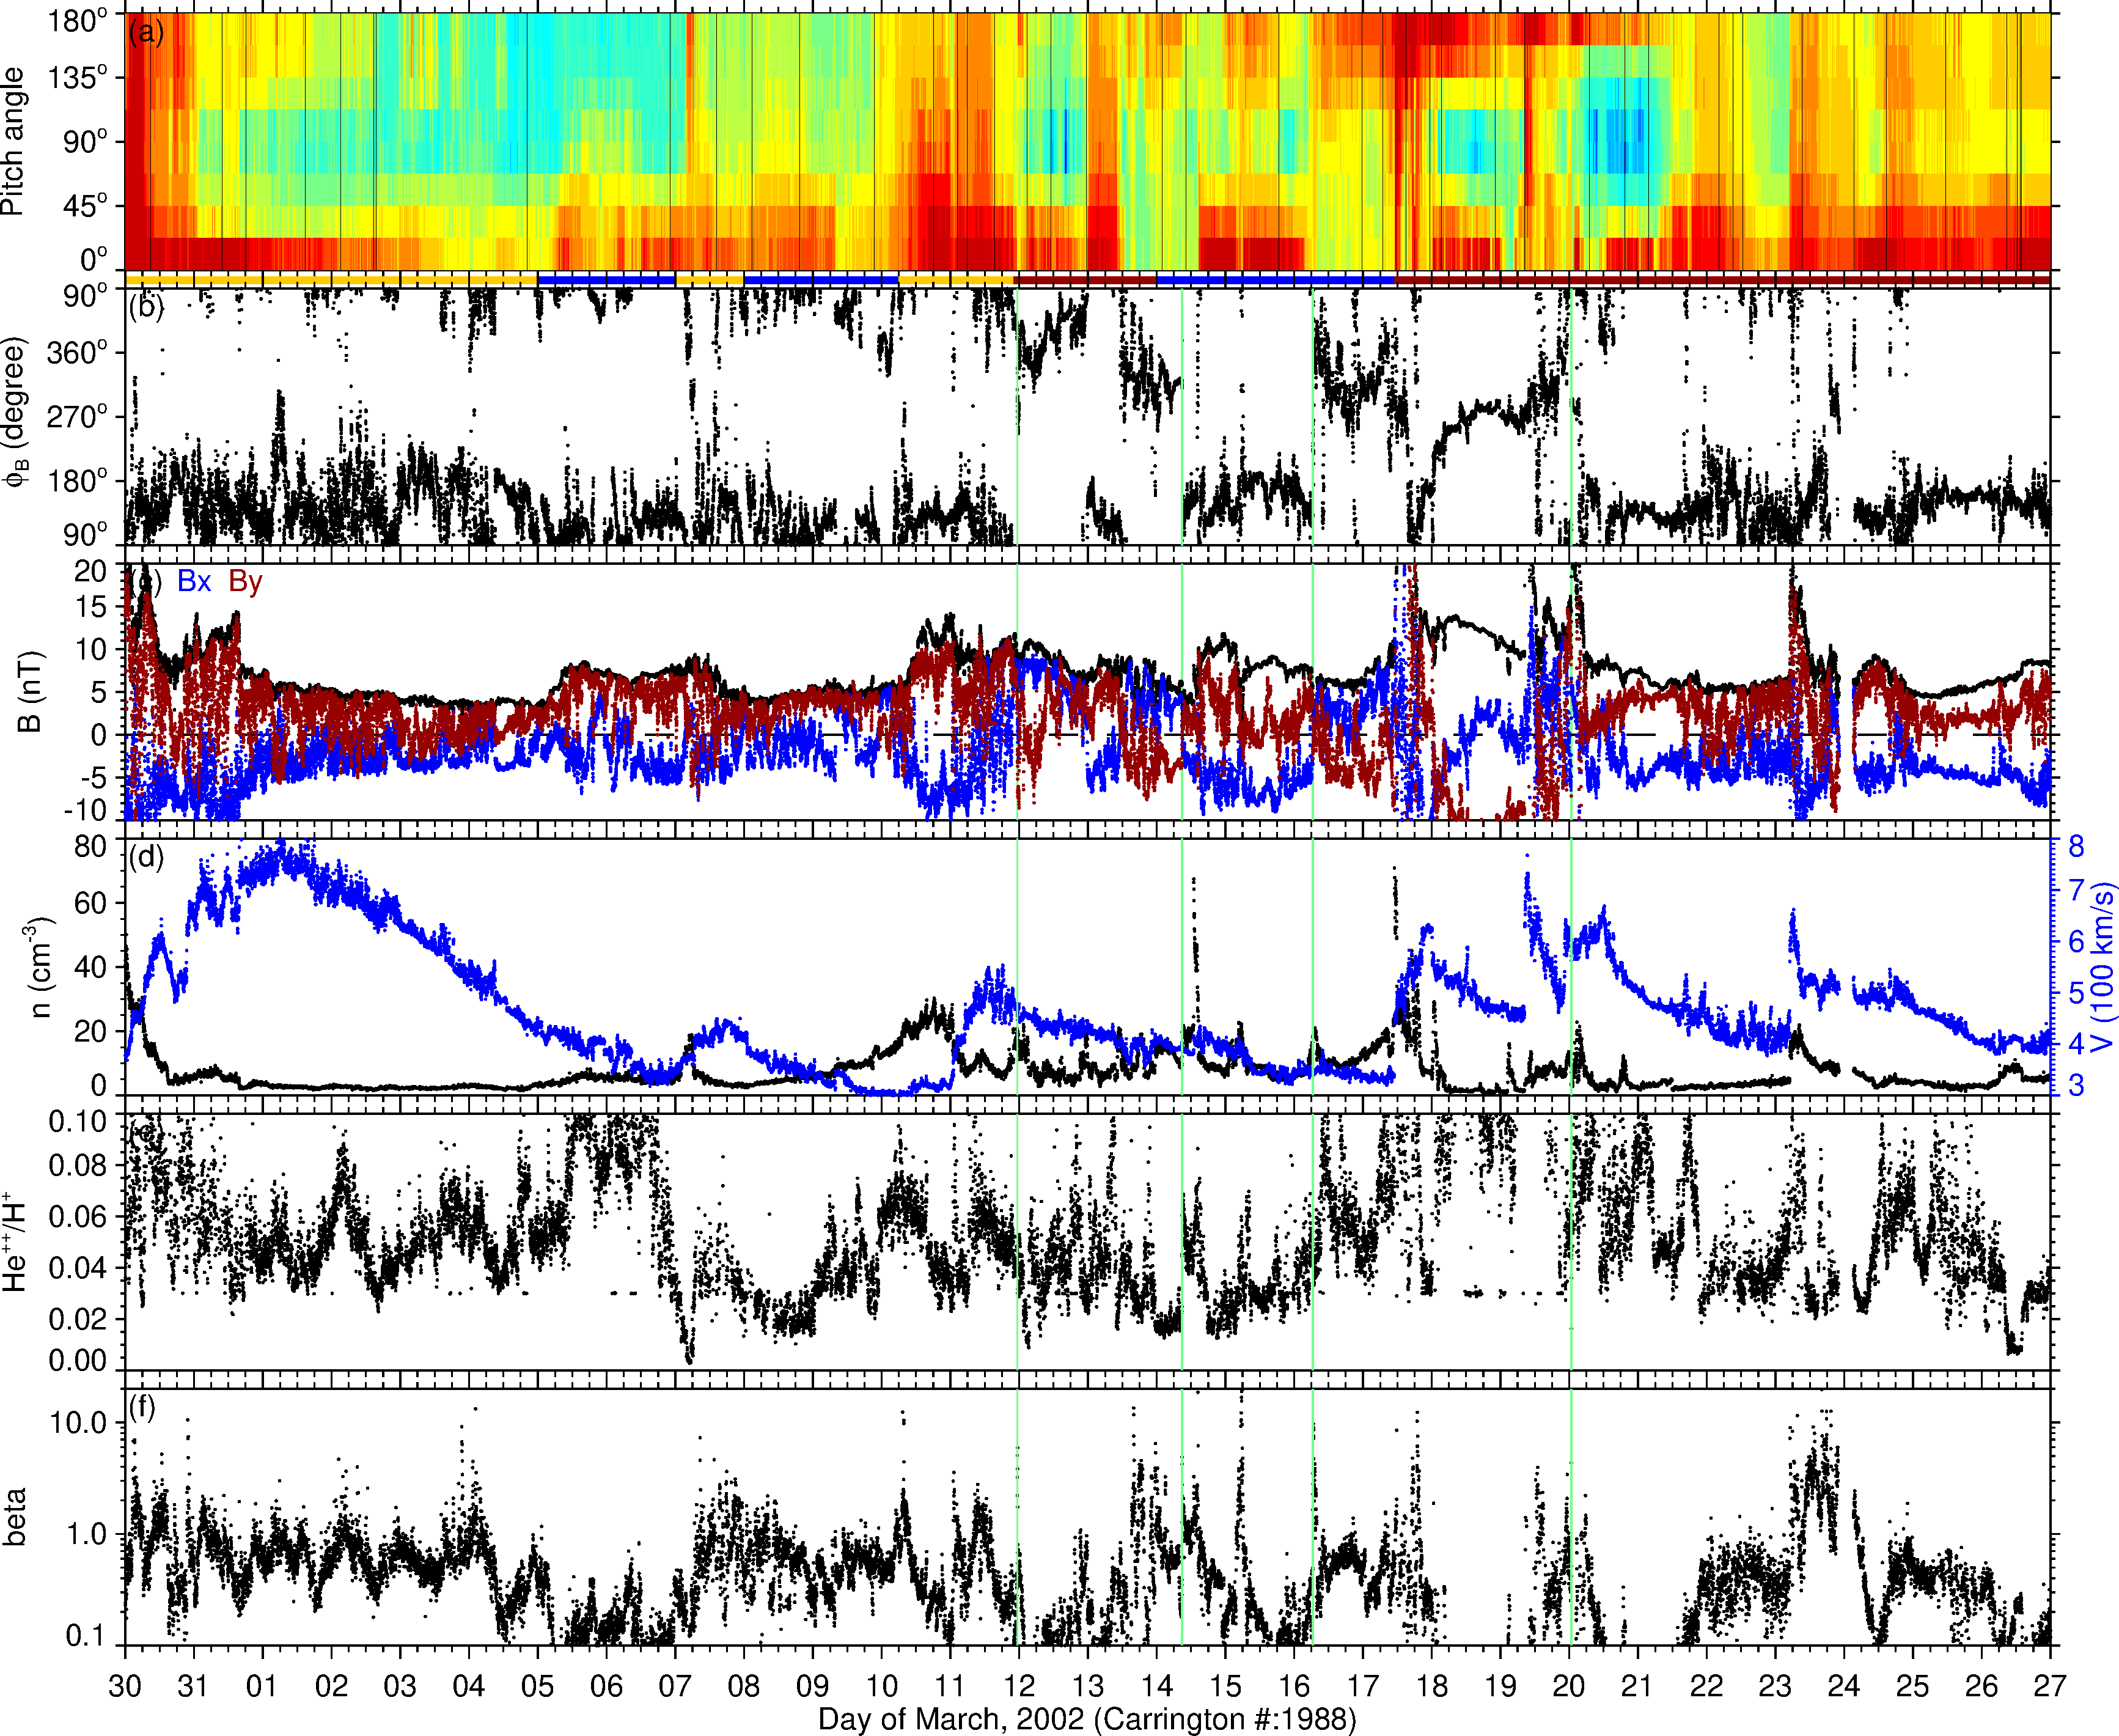 (a)
180°
135°
90°
45°
0°
Pitch angle
(b)
90°
360°
270°
180°
90°
ϕB (degree)
Bx By
20
15
10
5
0
-5
-10
B (nT)
(d)
80
60
40
20
0
n (cm-3)
8
7
6
5
4
3
V (100 km/s)
0.10
0.08
0.06
0.04
0.02
0.00
He++/H+
(f)
10.0
1.0
0.1
beta
30 31 01 02 03 04 05 06 07 08 09 10 11 12 13 14 15 16 17 18 19 20 21 22 23 24 25 26 27
Day of March, 2002 (Carrington #:1988)